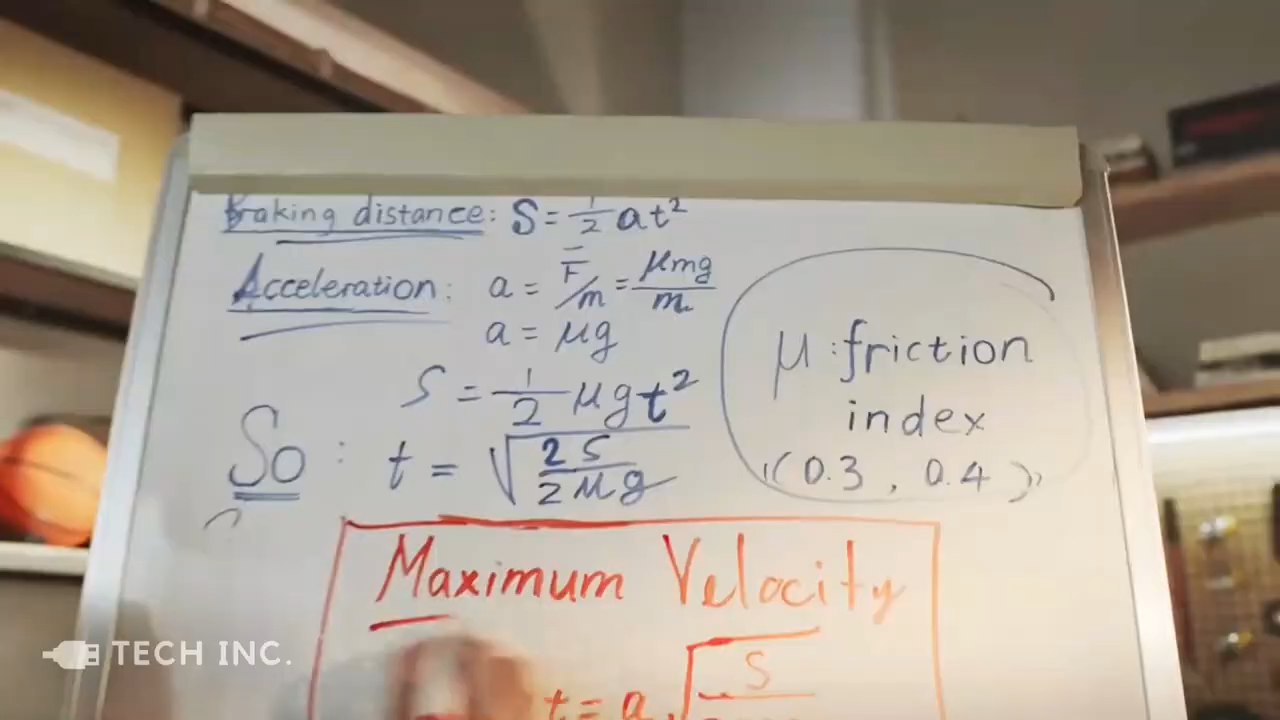 Braking distance: S = 1/2 at²
Acceleration: a = F/m = μmg/m
a = μg
S = 1/2 μgt²
So: t = √(2S/2μg)
μ: friction
index
(0.3, 0.4)
Maximum Velocity
t = a. √S
TECH INC.